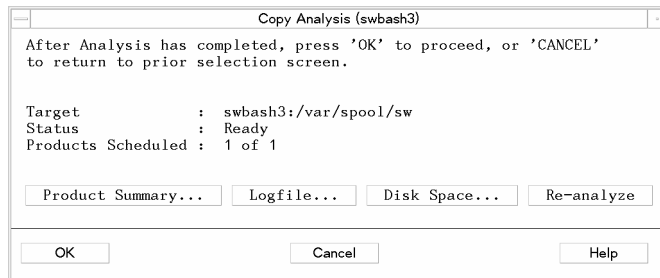 Copy Analysis (swbash3)
After Analysis has completed, press ’OK’ to proceed, or ’CANCEL’
to return to prior selection screen.
Target : swbash3:/var/spool/sw
Status : Ready
Products Scheduled : 1 of 1
Product Summary... Logfile... Disk Space... Re-analyze
OK Cancel Help